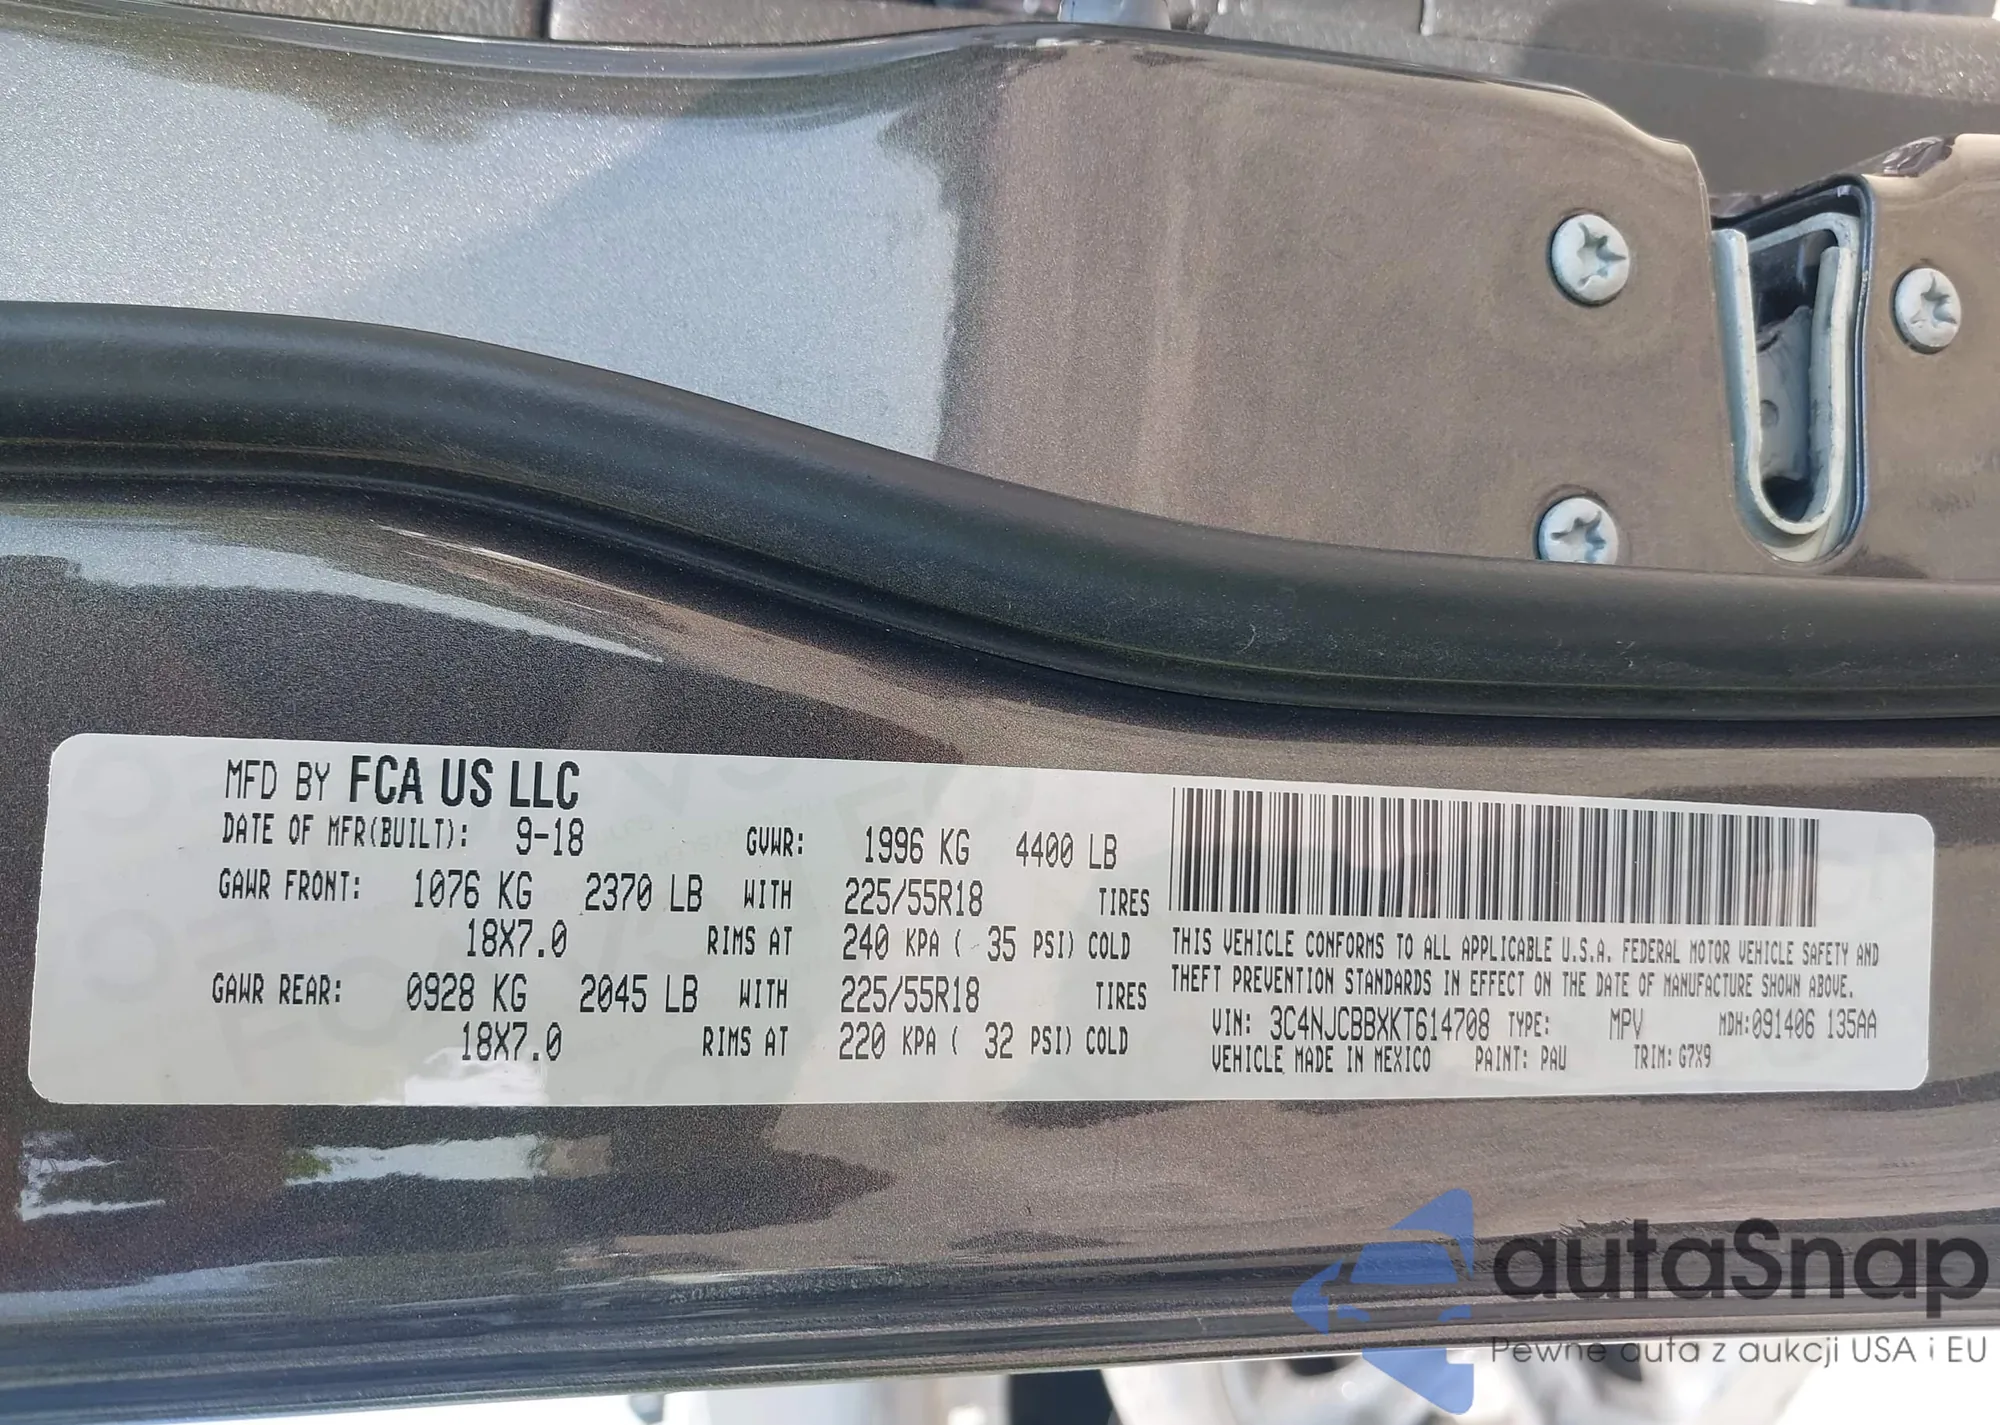 MFD BY FCA US LLC
DATE OF MFR(BUILT): 9-18 GVWR: 1996 KG 4400 LB
GAWR FRONT: 1076 KG 2370 LB WITH 225/55R18 TIRES
18X7.0 RIMS AT 240 KPA ( 35 PSI) COLD
GAWR REAR: 0928 KG 2045 LB WITH 225/55R18 TIRES
18X7.0 RIMS AT 220 KPA ( 32 PSI) COLD
THIS VEHICLE CONFORMS TO ALL APPLICABLE U.S.A. FEDERAL MOTOR VEHICLE SAFETY AND
THEFT PREVENTION STANDARDS IN EFFECT ON THE DATE OF MANUFACTURE SHOWN ABOVE.
VIN: 3C4NJCBBXKT614708 TYPE: MPV MDH:091406 135AA
VEHICLE MADE IN MEXICO PAINT: PAU TRIM: G7X9
autaSnap
Pewne auta z aukcji USA i EU